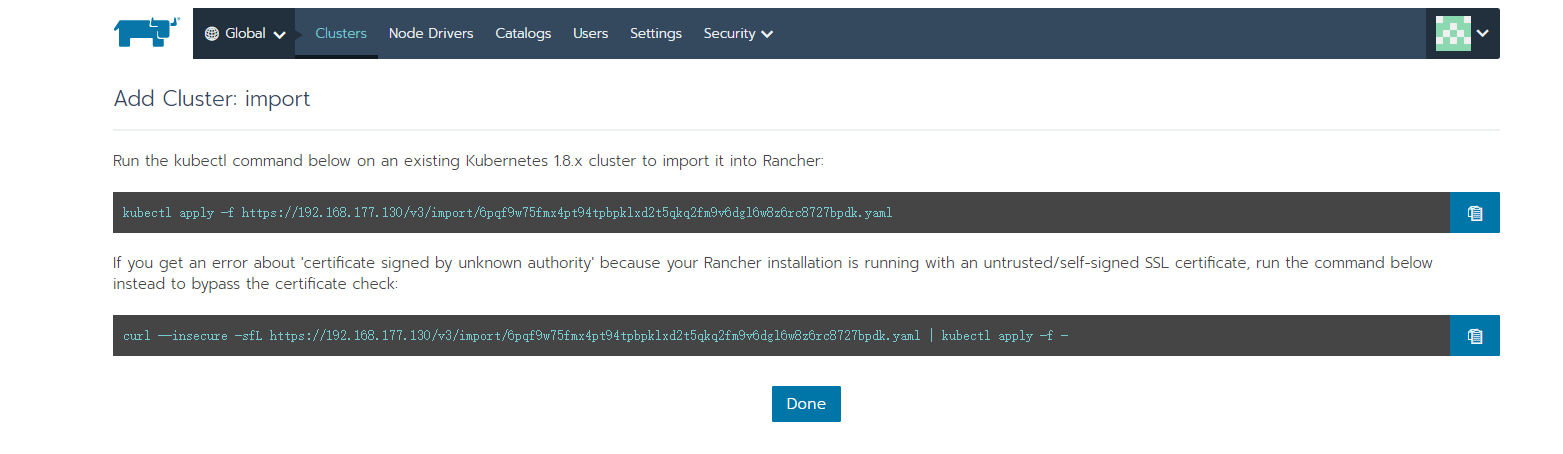 Global Clusters Node Drivers Catalogs Users Settings Security
Add Cluster: import
Run the kubectl command below on an existing Kubernetes 1.8.x cluster to import it into Rancher:
kubectl apply -f https://192.168.177.130/v3/import/6pqf9w75fmx4pt94tpbpklxd2t5qkq2fm9v6dgl6w8z6rc8727bpdk.yaml
If you get an error about 'certificate signed by unknown authority' because your Rancher installation is running with an untrusted/self-signed SSL certificate, run the command below
instead to bypass the certificate check:
curl --insecure -sfL https://192.168.177.130/v3/import/6pqf9w75fmx4pt94tpbpklxd2t5qkq2fm9v6dgl6w8z6rc8727bpdk.yaml | kubectl apply -f -
Done